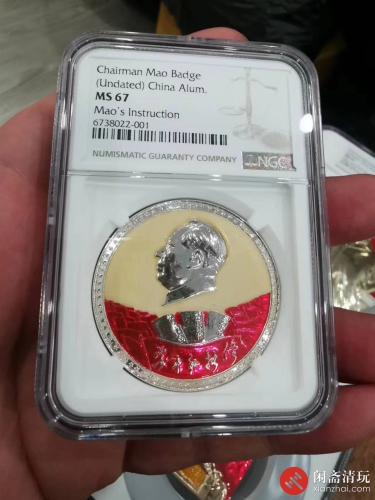 Chairman Mao Badge
(Undated) China Alum.
MS 67
Mao's Instruction
6738022-001
NUMISMATIC GUARANTY COMPANY
NGC
闲斋清玩
xianzhai.com